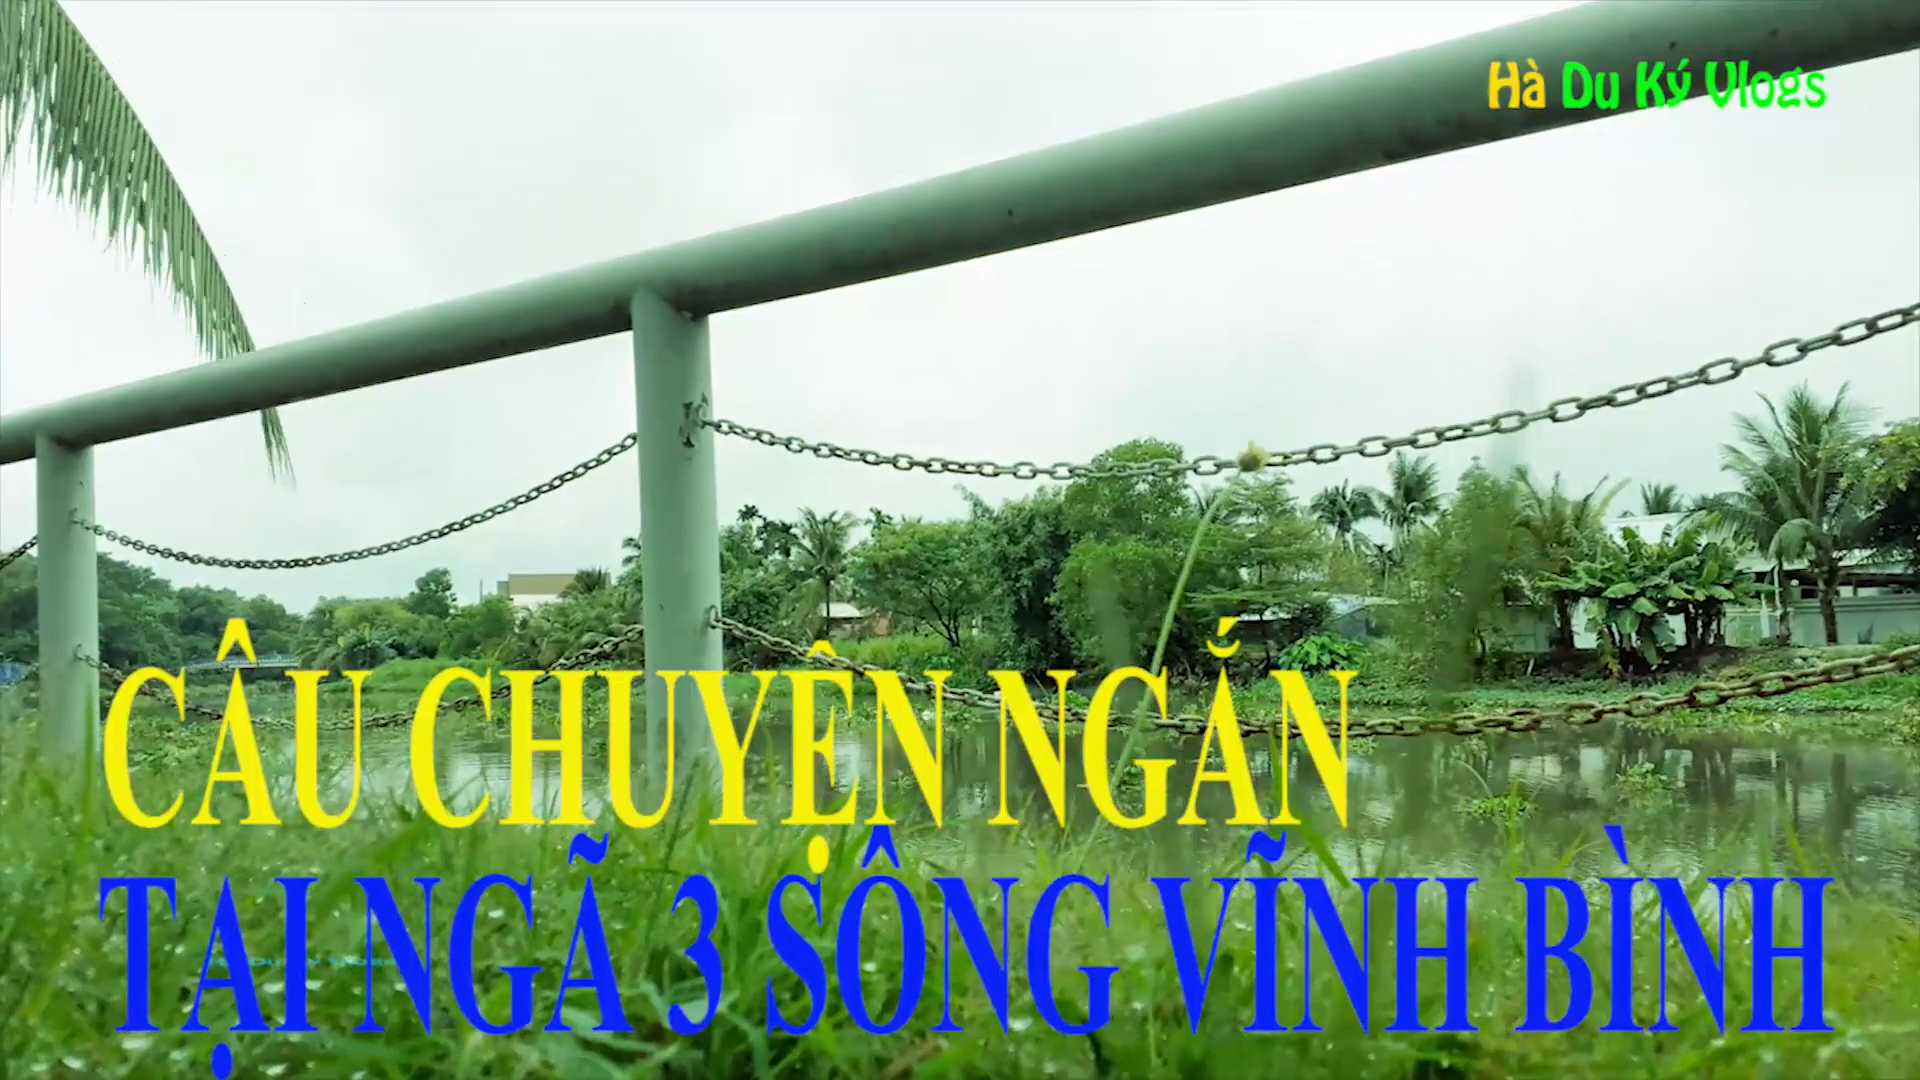 Hà Du Ký Vlogs
CÂU CHUYỆN NGẮN
TẠI NGÃ 3 SÔNG VĨNH BÌNH